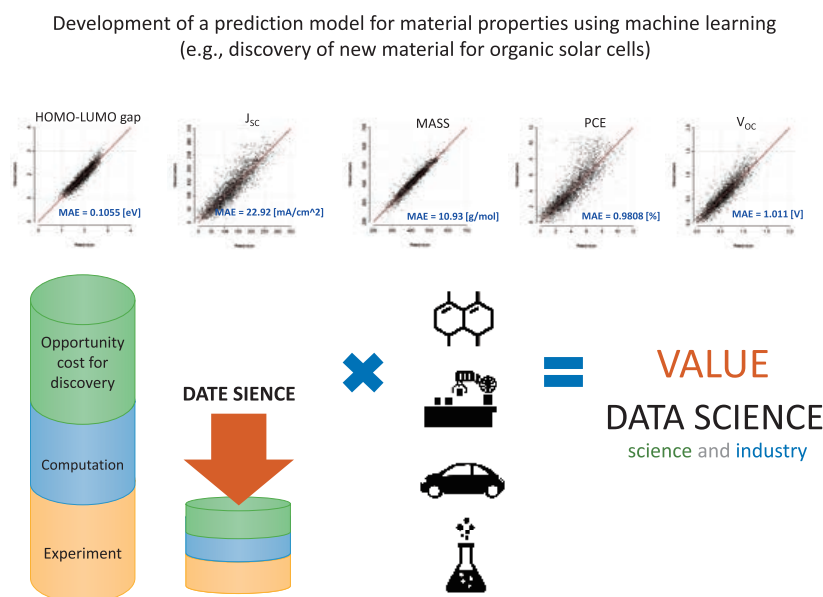 Development of a prediction model for material properties using machine learning
(e.g., discovery of new material for organic solar cells)
HOMO-LUMO gap
J_SC
MASS
PCE
V_OC
MAE = 0.1055 [eV]
MAE = 22.92 [mA/cm^2]
MAE = 10.93 [g/mol]
MAE = 0.9808 [%]
MAE = 1.011 [V]
Opportunity
cost for
discovery
Computation
Experiment
DATE SIENCE
VALUE
DATA SCIENCE
science and industry